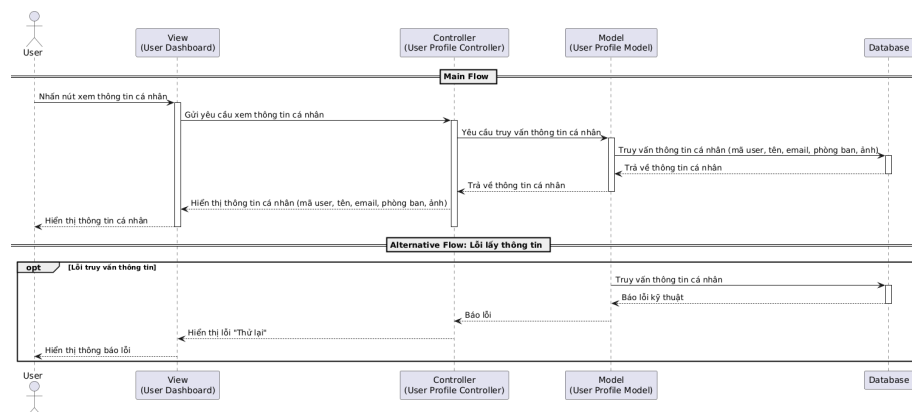 User
View
(User Dashboard)
Controller
(User Profile Controller)
Model
(User Profile Model)
Database
Main Flow
Nhấn nút xem thông tin cá nhân
Gửi yêu cầu xem thông tin cá nhân
Yêu cầu truy vấn thông tin cá nhân
Truy vấn thông tin cá nhân (mã user, tên, email, phòng ban, ảnh)
Trả về thông tin cá nhân
Trả về thông tin cá nhân
Hiển thị thông tin cá nhân (mã user, tên, email, phòng ban, ảnh)
Hiển thị thông tin cá nhân
Alternative Flow: Lỗi lấy thông tin
opt [Lỗi truy vấn thông tin]
Truy vấn thông tin cá nhân
Báo lỗi kỹ thuật
Báo lỗi
Hiển thị lỗi "Thử lại"
Hiển thị thông báo lỗi
User
View
(User Dashboard)
Controller
(User Profile Controller)
Model
(User Profile Model)
Database